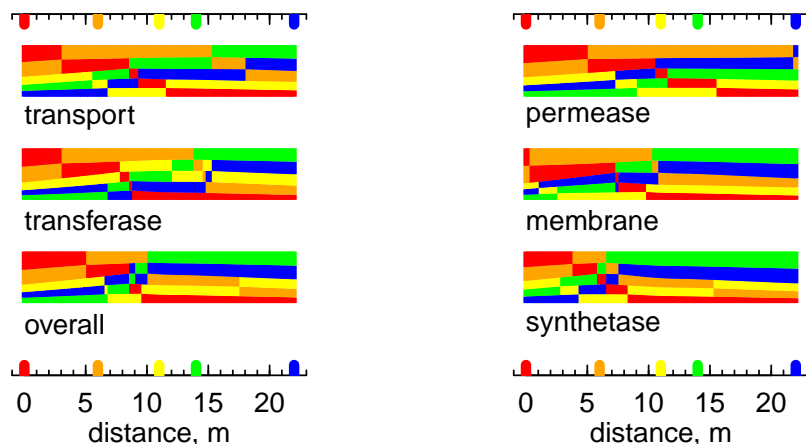 transport
permease
transferase
membrane
overall
synthetase
0 5 10 15 20
0 5 10 15 20
distance, m
distance, m